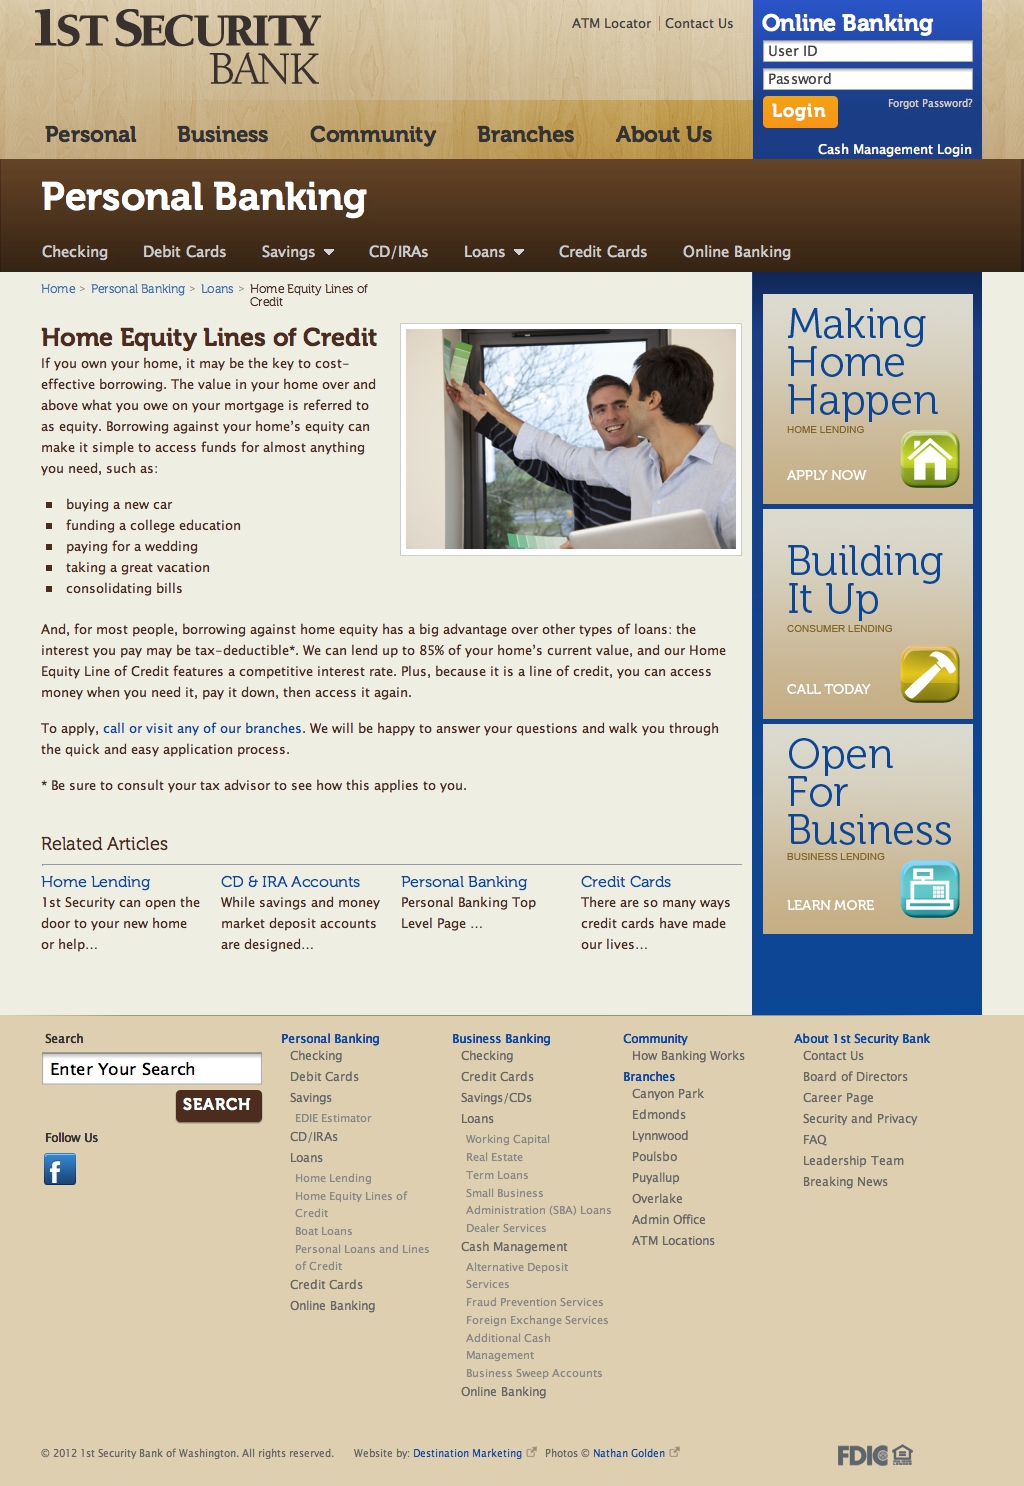 1ST SECURITY
BANK
ATM Locator | Contact Us
Online Banking
User ID
Password
Login
Forgot Password?
Cash Management Login
Personal Business Community Branches About Us
Personal Banking
Checking Debit Cards Savings CD/IRAs Loans Credit Cards Online Banking
Home > Personal Banking > Loans > Home Equity Lines of
Credit
Home Equity Lines of Credit
If you own your home, it may be the key to cost-
effective borrowing. The value in your home over and
above what you owe on your mortgage is referred to
as equity. Borrowing against your home's equity can
make it simple to access funds for almost anything
you need, such as:
buying a new car
funding a college education
paying for a wedding
taking a great vacation
consolidating bills
And, for most people, borrowing against home equity has a big advantage over other types of loans: the
interest you pay may be tax-deductible*. We can lend up to 85% of your home's current value, and our Home
Equity Line of Credit features a competitive interest rate. Plus, because it is a line of credit, you can access
money when you need it, pay it down, then access it again.
To apply, call or visit any of our branches. We will be happy to answer your questions and walk you through
the quick and easy application process.
* Be sure to consult your tax advisor to see how this applies to you.
Making
Home
Happen
HOME LENDING
APPLY NOW
Building
It Up
CONSUMER LENDING
CALL TODAY
Open
For
Business
BUSINESS LENDING
LEARN MORE
Related Articles
Home Lending
1st Security can open the
door to your new home
or help...
CD & IRA Accounts
While savings and money
market deposit accounts
are designed...
Personal Banking
Personal Banking Top
Level Page ...
Credit Cards
There are so many ways
credit cards have made
our lives...
Search
Enter Your Search
SEARCH
Follow Us
f
Personal Banking
Checking
Debit Cards
Savings
EDIE Estimator
CD/IRAs
Loans
Home Lending
Home Equity Lines of
Credit
Boat Loans
Personal Loans and Lines
of Credit
Credit Cards
Online Banking
Business Banking
Checking
Credit Cards
Savings/CDs
Loans
Working Capital
Real Estate
Term Loans
Small Business
Administration (SBA) Loans
Dealer Services
Cash Management
Alternative Deposit
Services
Fraud Prevention Services
Foreign Exchange Services
Additional Cash
Management
Business Sweep Accounts
Online Banking
Community
How Banking Works
Branches
Canyon Park
Edmonds
Lynnwood
Poulsbo
Puyallup
Overlake
Admin Office
ATM Locations
About 1st Security Bank
Contact Us
Board of Directors
Career Page
Security and Privacy
FAQ
Leadership Team
Breaking News
© 2012 1st Security Bank of Washington. All rights reserved. Website by: Destination Marketing Photos © Nathan Golden
FDIC